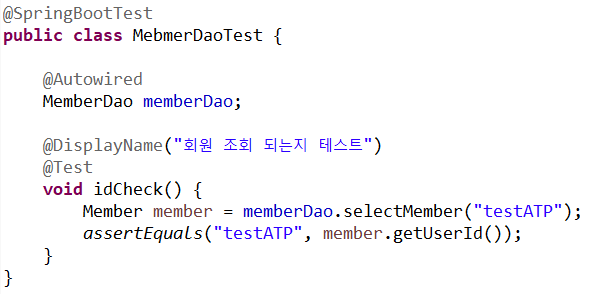 @SpringBootTest
public class MebmerDaoTest {
@Autowired
MemberDao memberDao;
@DisplayName("회원 조회 되는지 테스트")
@Test
void idCheck() {
Member member = memberDao.selectMember("testATP");
assertEquals("testATP", member.getUserId());
}
}